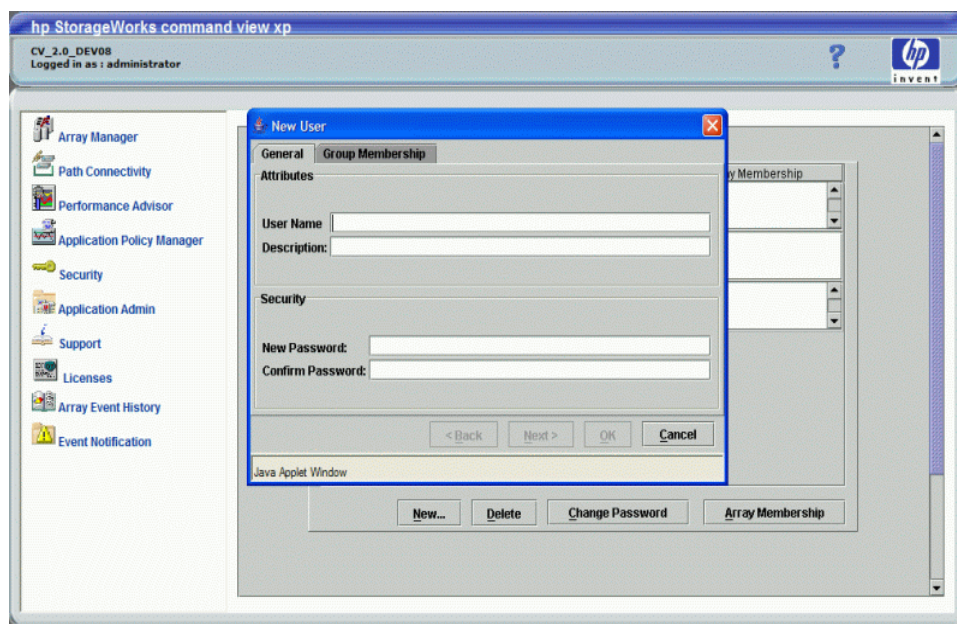 hp StorageWorks command view xp
CV_2.0_DEV08
Logged in as : administrator
?
hp
invent
Array Manager
Path Connectivity
Performance Advisor
Application Policy Manager
Security
Application Admin
Support
Licenses
Array Event History
Event Notification
New User
General Group Membership
Attributes
User Name
Description:
Security
New Password:
Confirm Password:
< Back Next > OK Cancel
Java Applet Window
Membership
New... Delete Change Password Array Membership